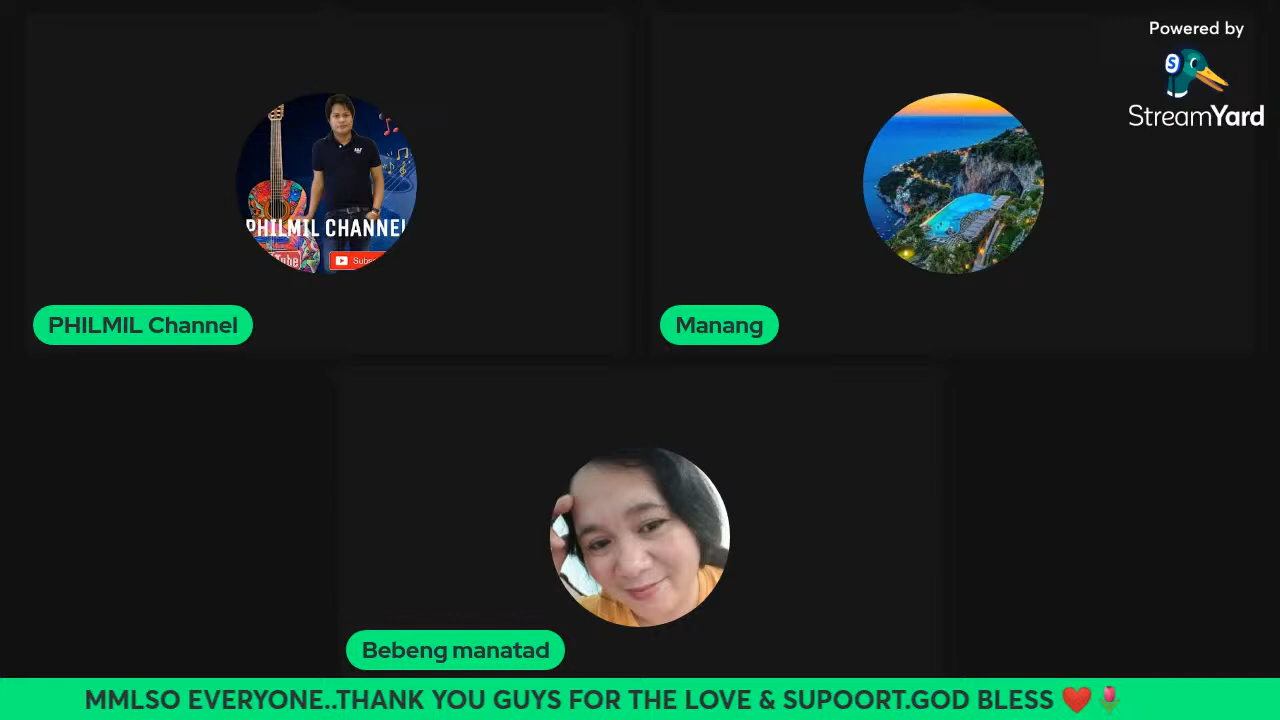 Powered by
S
StreamYard
PHILMIL CHANNEL
PHILMIL Channel
Manang
Bebeng manatad
MMLSO EVERYONE..THANK YOU GUYS FOR THE LOVE & SUPOORT.GOD BLESS ❤️🌷